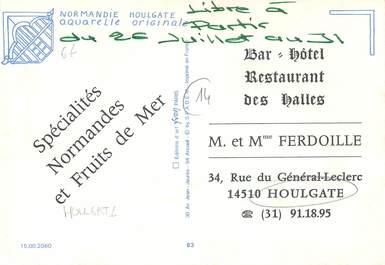 NORMANDIE HOULGATE
aquarelle originale
Libre à
Partir
du 26 Juillet au 31
Bar - Hôtel
Restaurant
des Halles
14
Spécialités
Normandes
et Fruits de Mer
M. et Mme FERDOILLE
34, Rue du Général-Leclerc
14510 HOULGATE
☎ (31) 91.18.95
HOULGATE
15.00.2060
83